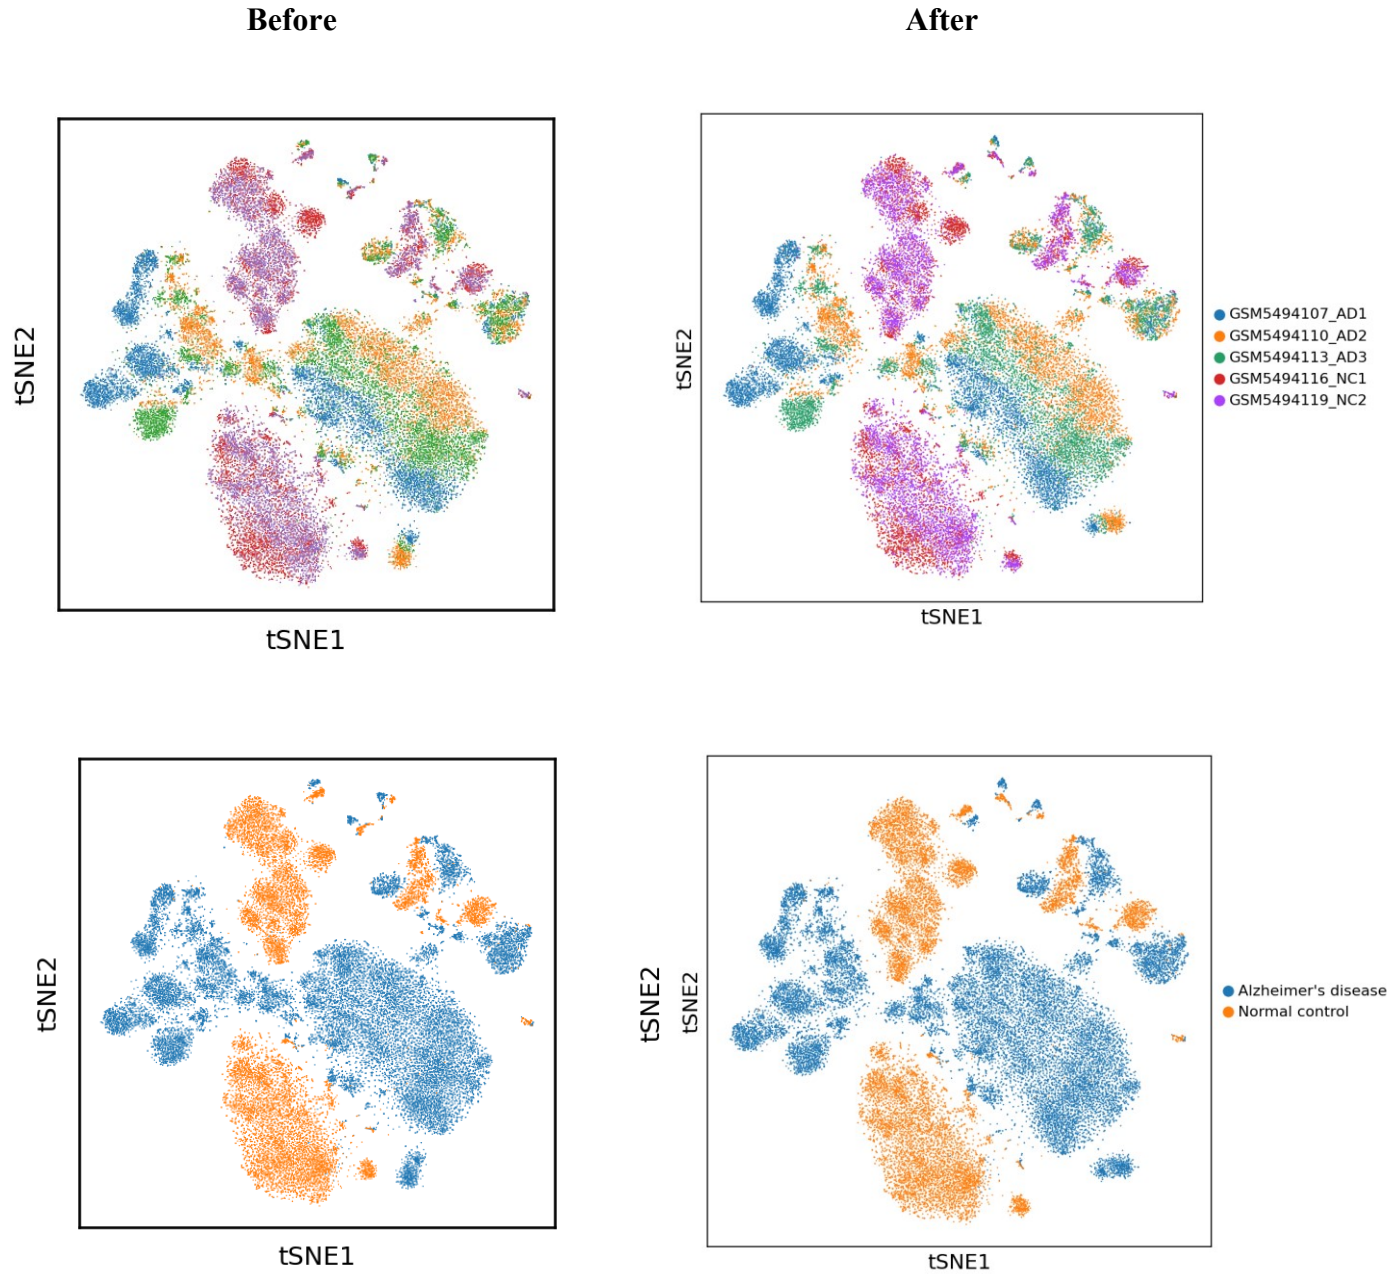 Before
After
tSNE2
tSNE1
tSNE2
tSNE1
GSM5494107_AD1
GSM5494110_AD2
GSM5494113_AD3
GSM5494116_NC1
GSM5494119_NC2
tSNE2
tSNE1
tSNE2
tSNE2
tSNE1
Alzheimer's disease
Normal control